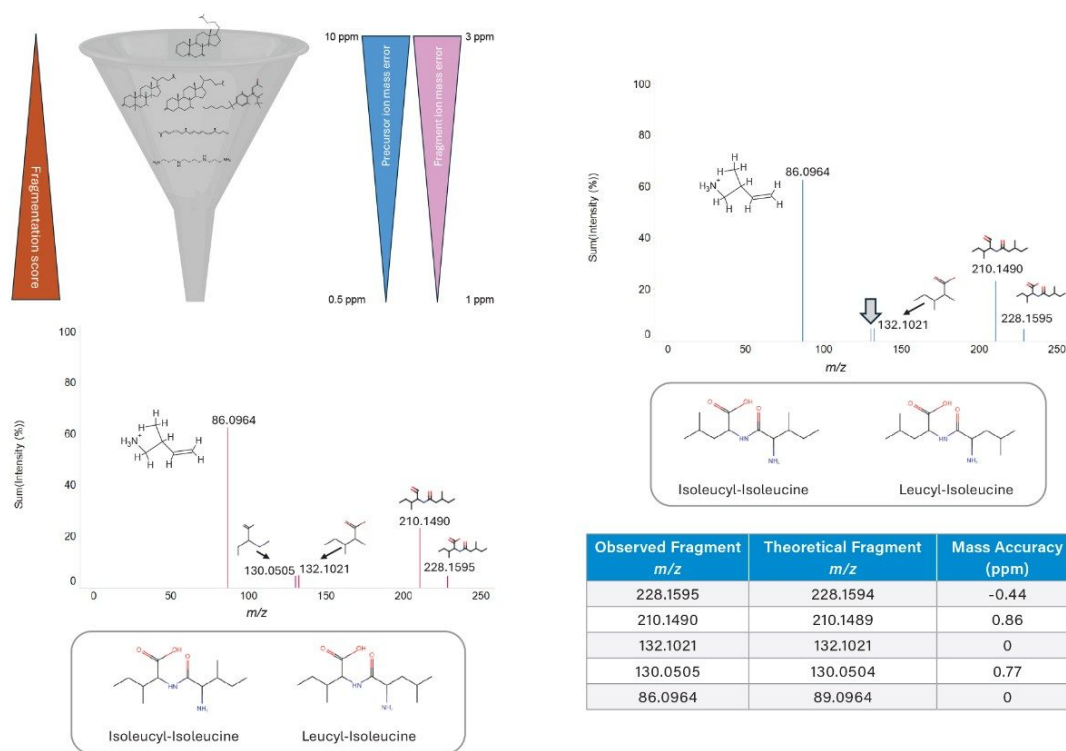 Fragmentation score
10 ppm
Precursor ion mass error
0.5 ppm
3 ppm
Fragment ion mass error
1 ppm
100
80
60
40
20
0
Sum(Intensity (%))
86.0964
130.0505
132.1021
210.1490
228.1595
0
50
100
150
200
250
m/z
Isoleucyl-Isoleucine
Leucyl-Isoleucine
100
80
60
40
20
0
Sum(Intensity (%))
86.0964
132.1021
210.1490
228.1595
0
50
100
150
200
250
m/z
Isoleucyl-Isoleucine
Leucyl-Isoleucine
Observed Fragment m/z
Theoretical Fragment m/z
Mass Accuracy (ppm)
228.1595 228.1594 -0.44
210.1490 210.1489 0.86
132.1021 132.1021 0
130.0505 130.0504 0.77
86.0964 89.0964 0